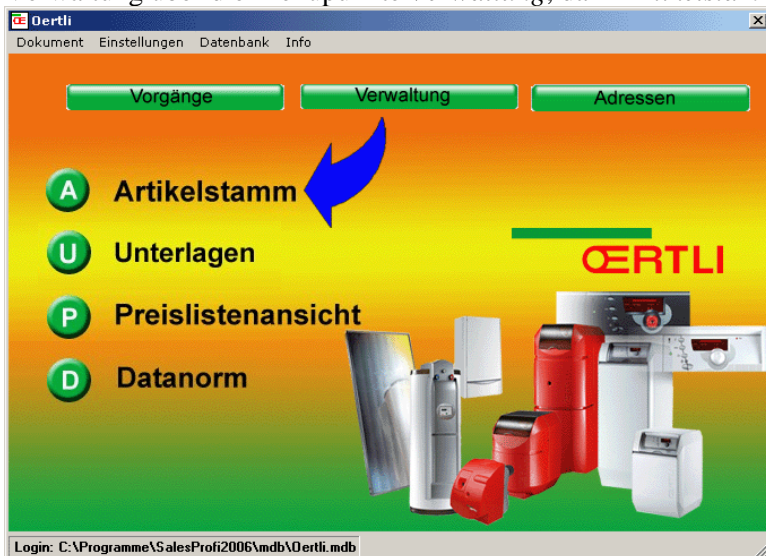 Oertli
Dokument Einstellungen Datenbank Info
Vorgänge Verwaltung Adressen
A Artikelstamm
U Unterlagen
ŒRTLI
P Preislistenansicht
D Datanorm
Login: C:\Programme\SalesProfi2006\mdb\Oertli.mdb